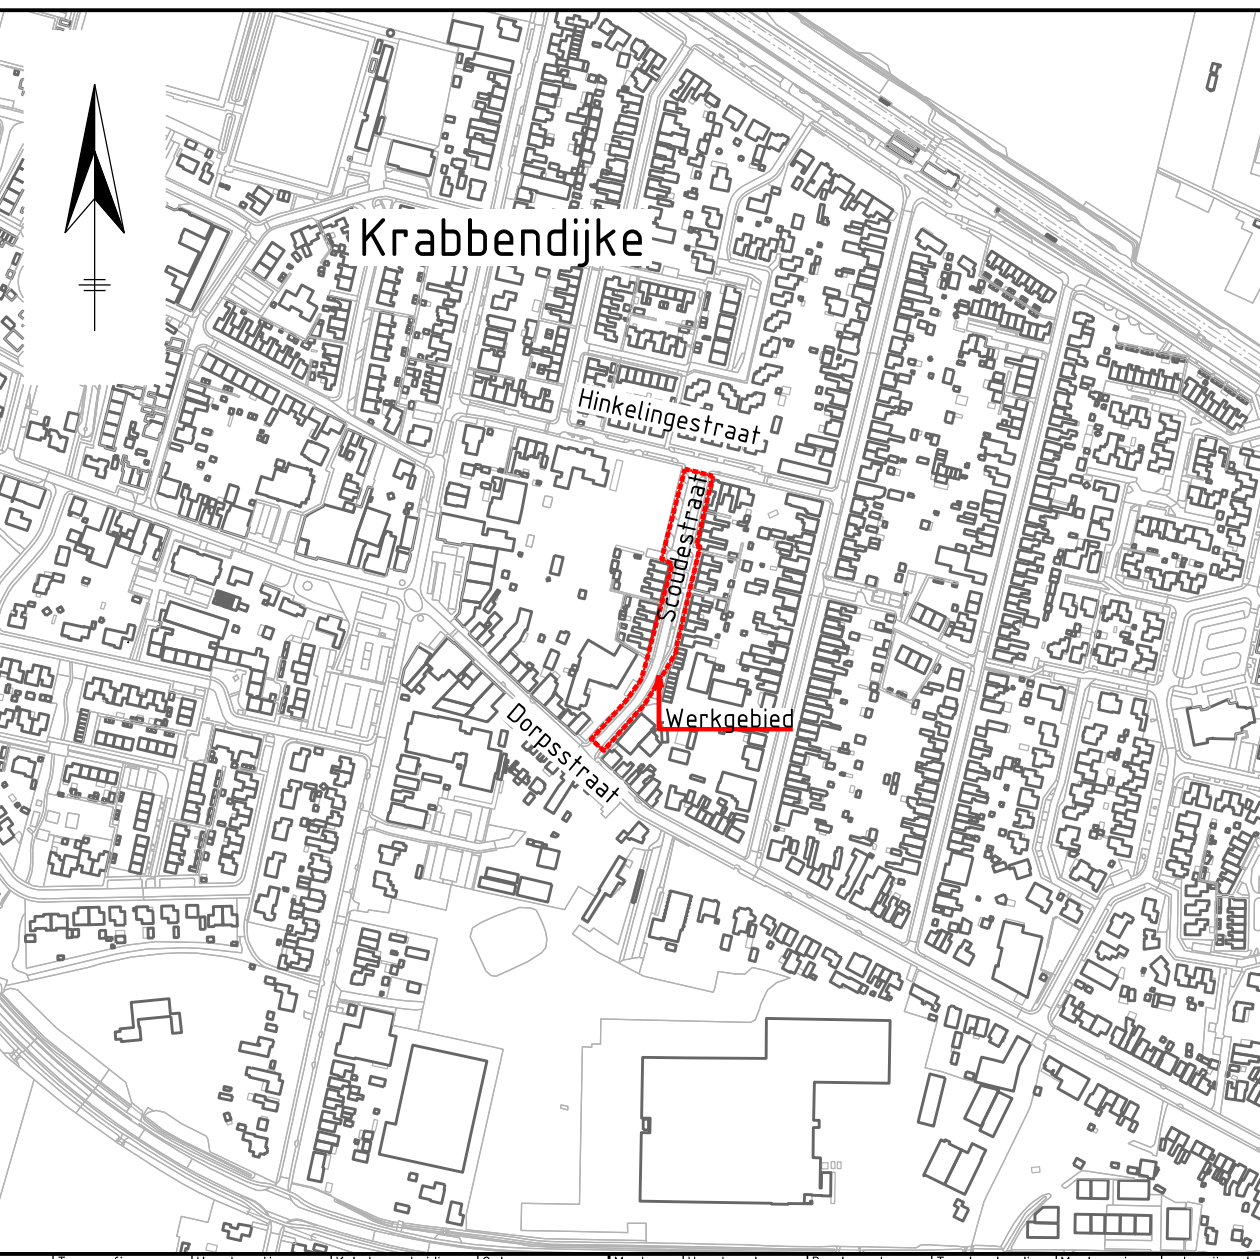 Krabbendijke
Hinkelingestraat
Scoudestraat
Werkgebied
Dorpsstraat